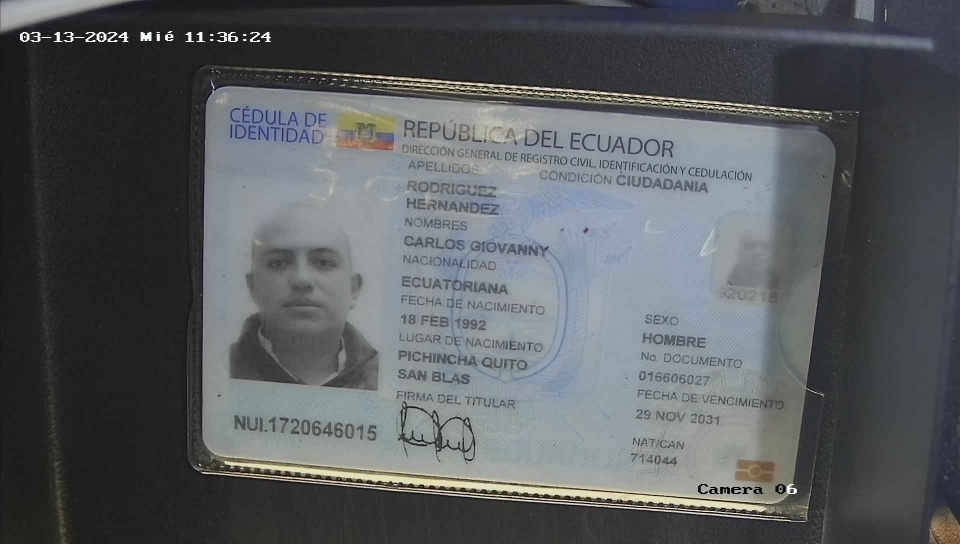 03-13-2024 Mié 11:36:24
CÉDULA DE
IDENTIDAD
REPÚBLICA DEL ECUADOR
DIRECCIÓN GENERAL DE REGISTRO CIVIL, IDENTIFICACIÓN Y CEDULACIÓN
APELLIDOS
CONDICIÓN CIUDADANIA
RODRIGUEZ
HERNANDEZ
NOMBRES
CARLOS GIOVANNY
NACIONALIDAD
ECUATORIANA
FECHA DE NACIMIENTO
18 FEB 1992
LUGAR DE NACIMIENTO
PICHINCHA QUITO
SAN BLAS
FIRMA DEL TITULAR
NUI.1720646015
920218
SEXO
HOMBRE
No. DOCUMENTO
016606027
FECHA DE VENCIMIENTO
29 NOV 2031
NAT/CAN
714044
Camera 06